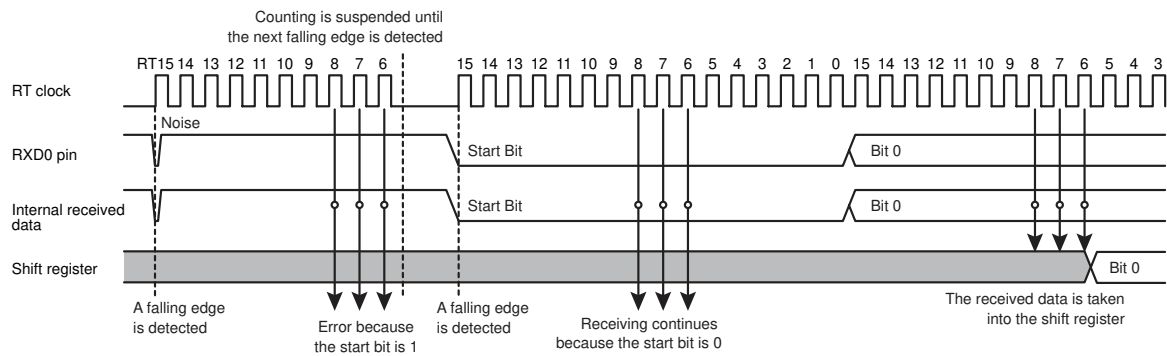 Counting is suspended until
the next falling edge is detected
RT15 14 13 12 11 10 9 8 7 6 15 14 13 12 11 10 9 8 7 6 5 4 3 2 1 0 15 14 13 12 11 10 9 8 7 6 5 4 3
RT clock
Noise
RXD0 pin
Start Bit
Bit 0
Internal received
data
Start Bit
Bit 0
Shift register
Bit 0
A falling edge
is detected
Error because
the start bit is 1
A falling edge
is detected
Receiving continues
because the start bit is 0
The received data is taken
into the shift register